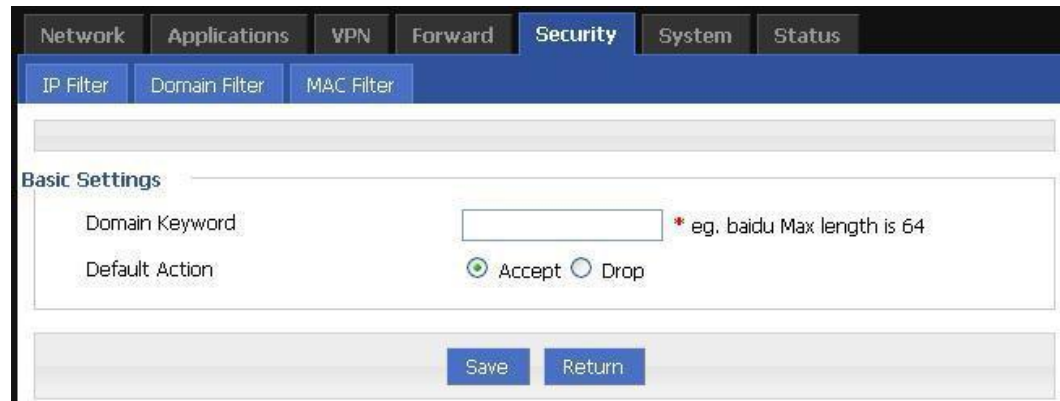 Network Applications VPN Forward Security System Status
IP Filter Domain Filter MAC Filter
Basic Settings
Domain Keyword * eg. baidu Max length is 64
Default Action Accept Drop
Save Return